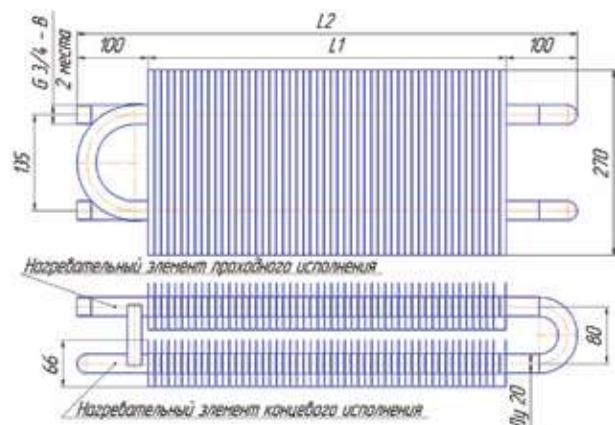 L2
100
L1
100
G 3/4 - В
2 места
135
270
Нагревательный элемент проходного исполнения
66
80
Ду 20
Нагревательный элемент концевого исполнения